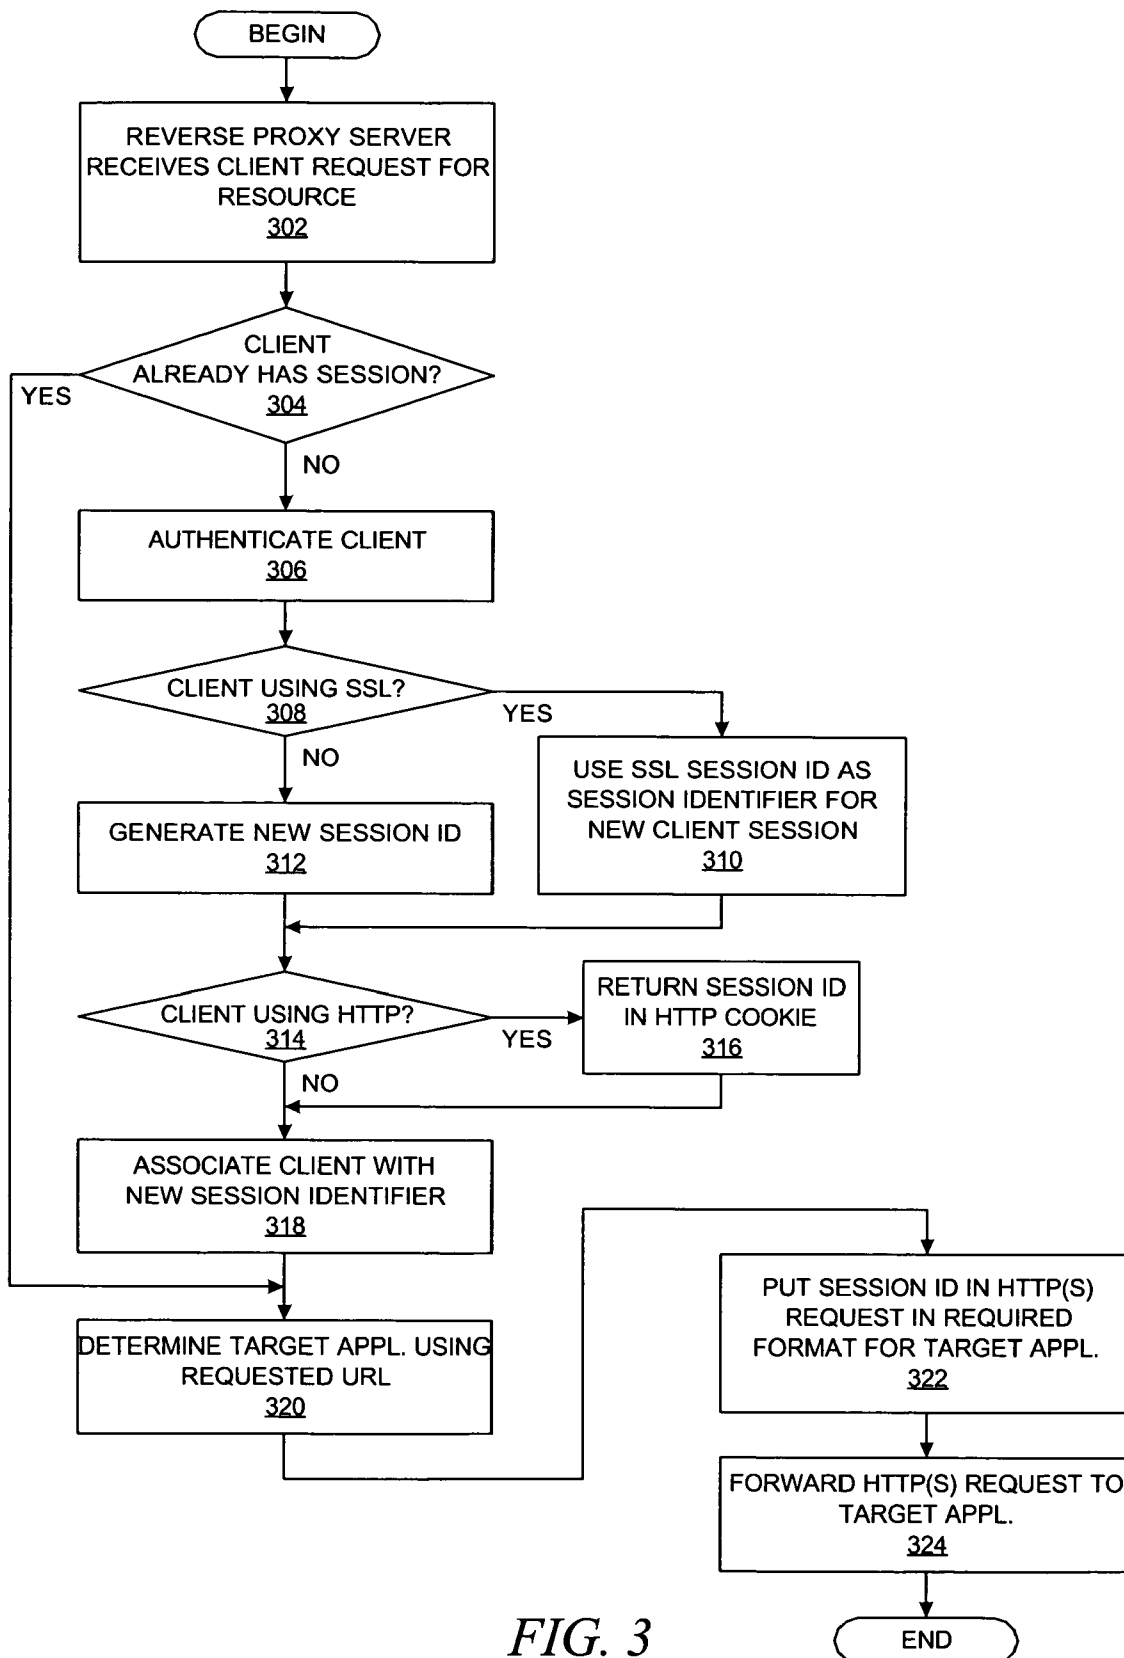 BEGIN
REVERSE PROXY SERVER
RECEIVES CLIENT REQUEST FOR
RESOURCE
302
CLIENT
ALREADY HAS SESSION?
304
YES
NO
AUTHENTICATE CLIENT
306
CLIENT USING SSL?
308
YES
NO
USE SSL SESSION ID AS
SESSION IDENTIFIER FOR
NEW CLIENT SESSION
310
GENERATE NEW SESSION ID
312
CLIENT USING HTTP?
314
YES
NO
RETURN SESSION ID
IN HTTP COOKIE
316
ASSOCIATE CLIENT WITH
NEW SESSION IDENTIFIER
318
DETERMINE TARGET APPL. USING
REQUESTED URL
320
PUT SESSION ID IN HTTP(S)
REQUEST IN REQUIRED
FORMAT FOR TARGET APPL.
322
FORWARD HTTP(S) REQUEST TO
TARGET APPL.
324
END
FIG. 3